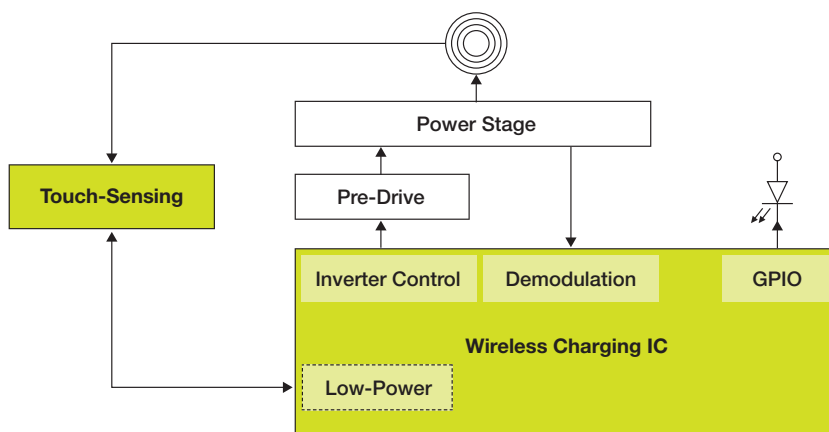 Power Stage
Touch-Sensing
Pre-Drive
Inverter Control
Demodulation
GPIO
Wireless Charging IC
Low-Power